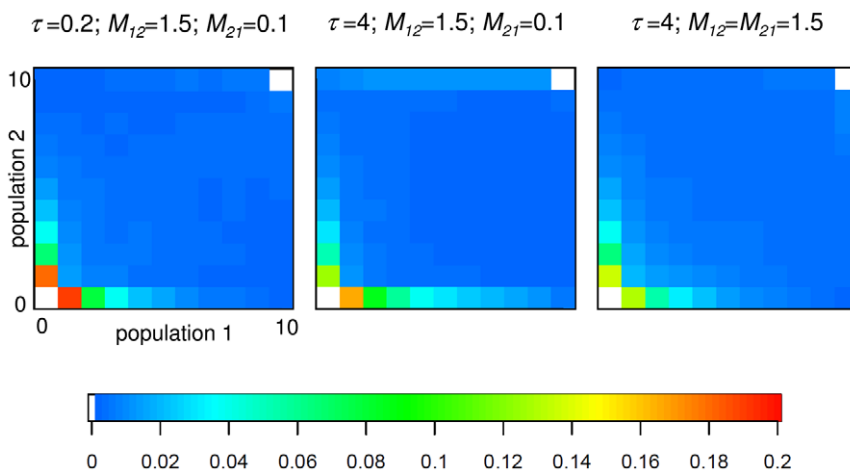 τ=0.2; M12=1.5; M21=0.1 τ=4; M12=1.5; M21=0.1 τ=4; M12=M21=1.5
10
population 2
0
0 10
population 1
0 0.02 0.04 0.06 0.08 0.1 0.12 0.14 0.16 0.18 0.2